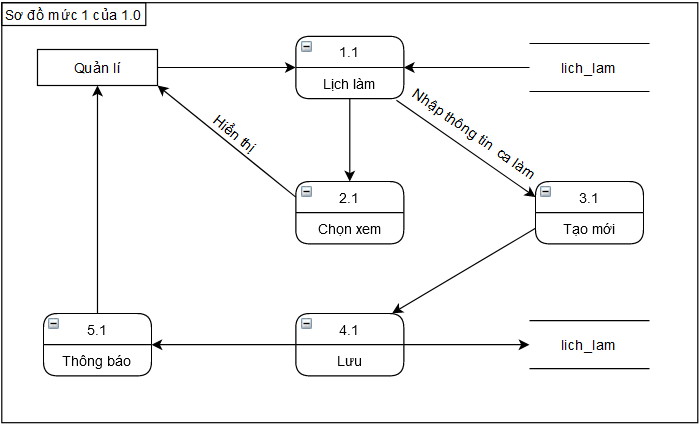 Sơ đồ mức 1 của 1.0
Quản lí
1.1
Lịch làm
lich_lam
Nhập thông tin ca làm
Hiển thị
2.1
Chọn xem
3.1
Tạo mới
5.1
Thông báo
4.1
Lưu
lich_lam